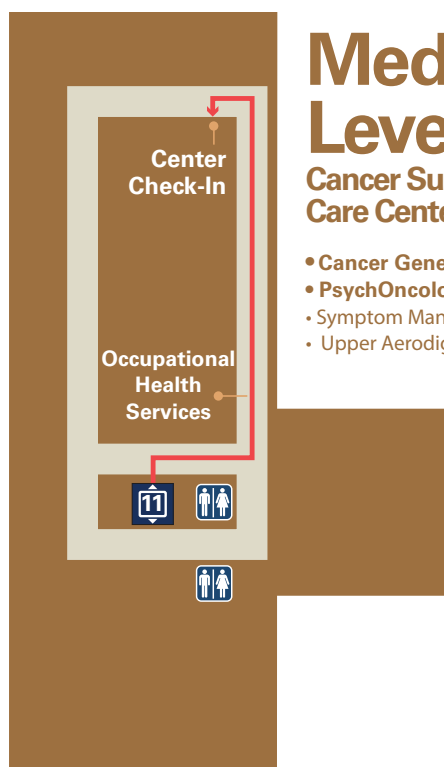 Med
Leve
Cancer Su
Care Cente
• Cancer Gene
• PsychOncolo
• Symptom Man
• Upper Aerodig
Center
Check-In
Occupational
Health
Services
11